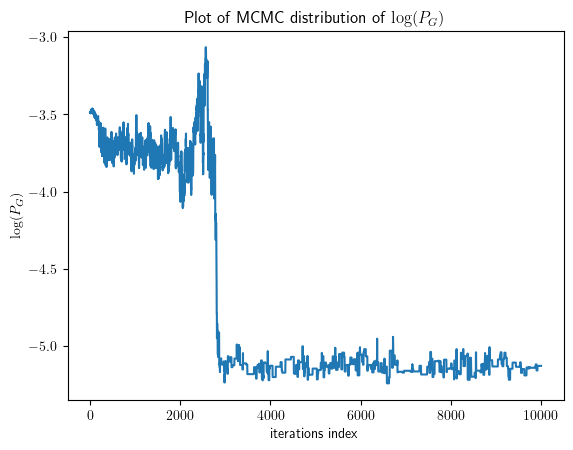 Plot of MCMC distribution of log(P_G)
−3.0
−3.5
−4.0
−4.5
−5.0
log(P_G)
0 2000 4000 6000 8000 10000
iterations index